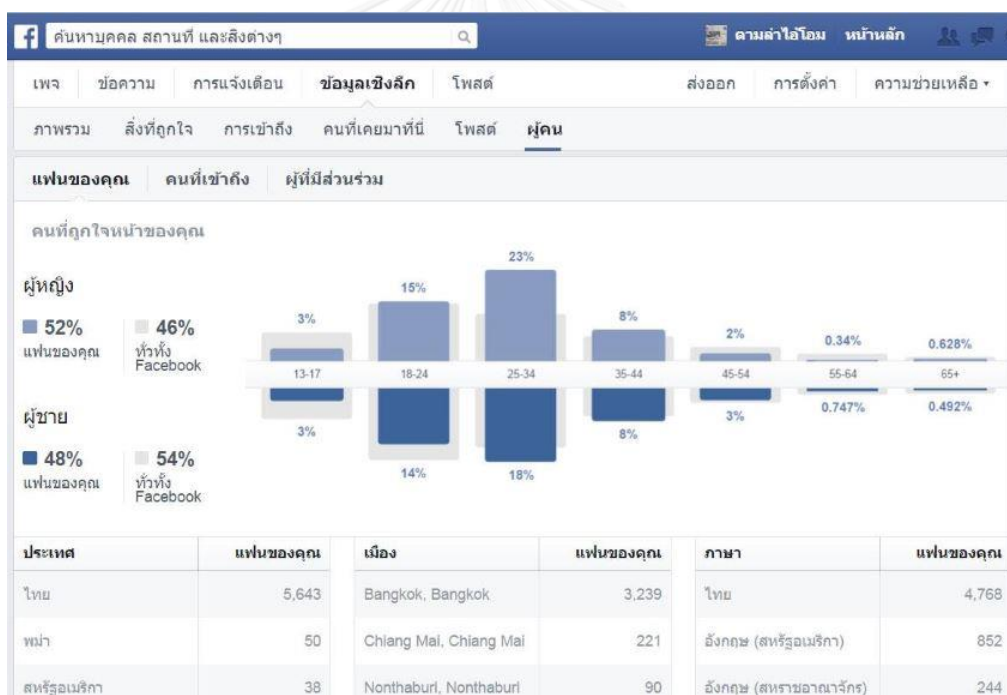 f ค้นหาบุคคล สถานที่ และสิ่งต่างๆ ตามล่าไอ้โอม หน้าหลัก
เพจ ข้อความ การแจ้งเตือน ข้อมูลเชิงลึก โพสต์ ส่งออก การตั้งค่า ความช่วยเหลือ
ภาพรวม สิ่งที่ถูกใจ การเข้าถึง คนที่เคยมาที่นี่ โพสต์ ผู้คน
แฟนของคุณ คนที่เข้าถึง ผู้ที่มีส่วนร่วม
คนที่ถูกใจหน้าของคุณ
ผู้หญิง
52% แฟนของคุณ
46% ทั่วทั้ง Facebook
3% 15% 23% 8% 2% 0.34% 0.628%
13-17 18-24 25-34 35-44 45-54 55-64 65+
3% 14% 18% 8% 3% 0.747% 0.492%
ผู้ชาย
48% แฟนของคุณ
54% ทั่วทั้ง Facebook
ประเทศ แฟนของคุณ เมือง แฟนของคุณ ภาษา แฟนของคุณ
ไทย 5,643 Bangkok, Bangkok 3,239 ไทย 4,768
พม่า 50 Chiang Mai, Chiang Mai 221 อังกฤษ (สหรัฐอเมริกา) 852
สหรัฐอเมริกา 38 Nonthaburi, Nonthaburi 90 อังกฤษ (สหราชอาณาจักร) 244